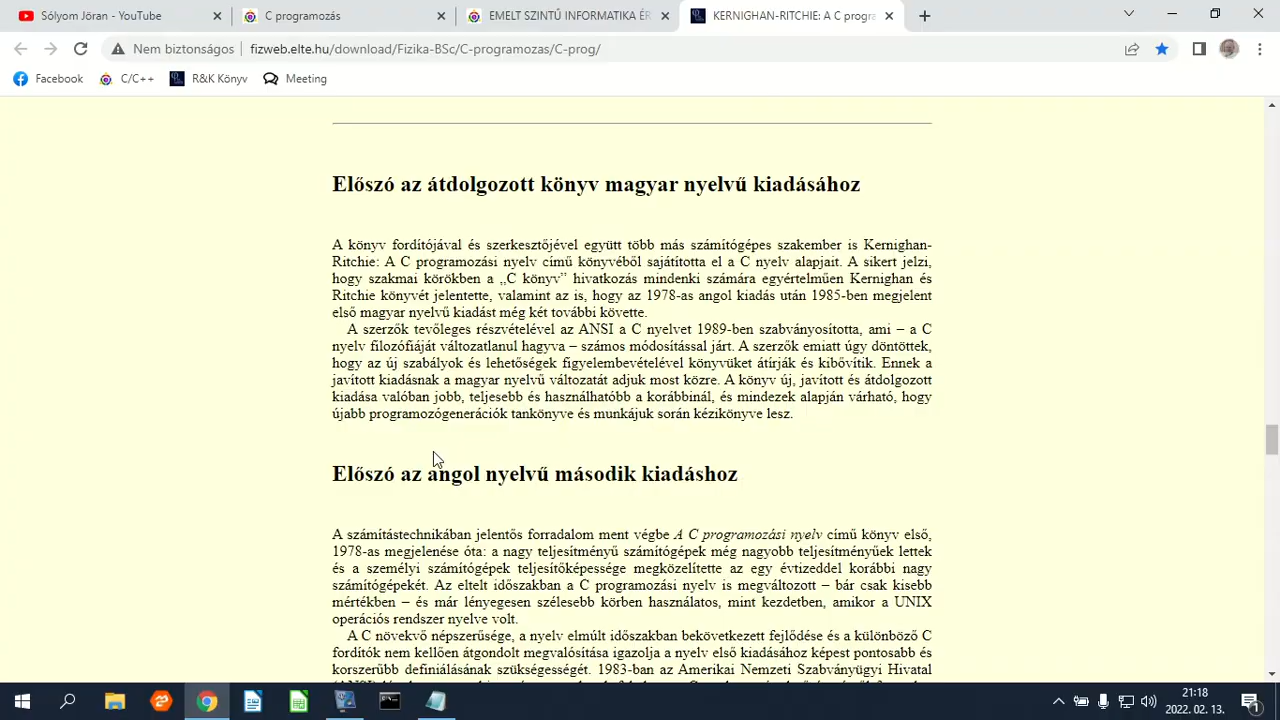 Sólyom Jöran - YouTube
C programozás
EMELT SZINTŰ INFORMATIKA ÉR
KERNIGHAN-RITCHIE: A C progra
Nem biztonságos
fizweb.elte.hu/download/Fizika-BSc/C-programozas/C-prog/
Facebook
C/C++
R&K Könyv
Meeting
Előszó az átdolgozott könyv magyar nyelvű kiadásához
A könyv fordítójával és szerkesztőjével együtt több más számítógépes szakember is Kernighan-
Ritchie: A C programozási nyelv című könyvéből sajátította el a C nyelv alapjait. A sikert jelzi,
hogy szakmai körökben a „C könyv” hivatkozás mindenki számára egyértelműen Kernighan és
Ritchie könyvét jelentette, valamint az is, hogy az 1978-as angol kiadás után 1985-ben megjelent
első magyar nyelvű kiadást még két további követte.
A szerzők tevőleges részvételével az ANSI a C nyelvet 1989-ben szabványosította, ami – a C
nyelv filozófiáját változatlanul hagyva – számos módosítással járt. A szerzők emiatt úgy döntöttek,
hogy az új szabályok és lehetőségek figyelembevételével könyvüket átírják és kibővítik. Ennek a
javított kiadásnak a magyar nyelvű változatát adjuk most közre. A könyv új, javított és átdolgozott
kiadása valóban jobb, teljesebb és használhatóbb a korábbinál, és mindezek alapján várható, hogy
újabb programozógenerációk tankönyve és munkájuk során kézikönyve lesz.
Előszó az angol nyelvű második kiadáshoz
A számítástechnikában jelentős forradalom ment végbe A C programozási nyelv című könyv első,
1978-as megjelenése óta: a nagy teljesítményű számítógépek még nagyobb teljesítményűek lettek
és a személyi számítógépek teljesítőképessége megközelítette az egy évtizeddel korábbi nagy
számítógépekét. Az eltelt időszakban a C programozási nyelv is megváltozott – bár csak kisebb
mértékben – és már lényegesen szélesebb körben használatos, mint kezdetben, amikor a UNIX
operációs rendszer nyelve volt.
A C növekvő népszerűsége, a nyelv elmúlt időszakban bekövetkezett fejlődése és a különböző C
fordítók nem kellően átgondolt megvalósítása igazolja a nyelv első kiadásához képest pontosabb és
korszerűbb definiálásának szükségességét. 1983-ban az Amerikai Nemzeti Szabványügyi Hivatal
21:18
2022. 02. 13.
1